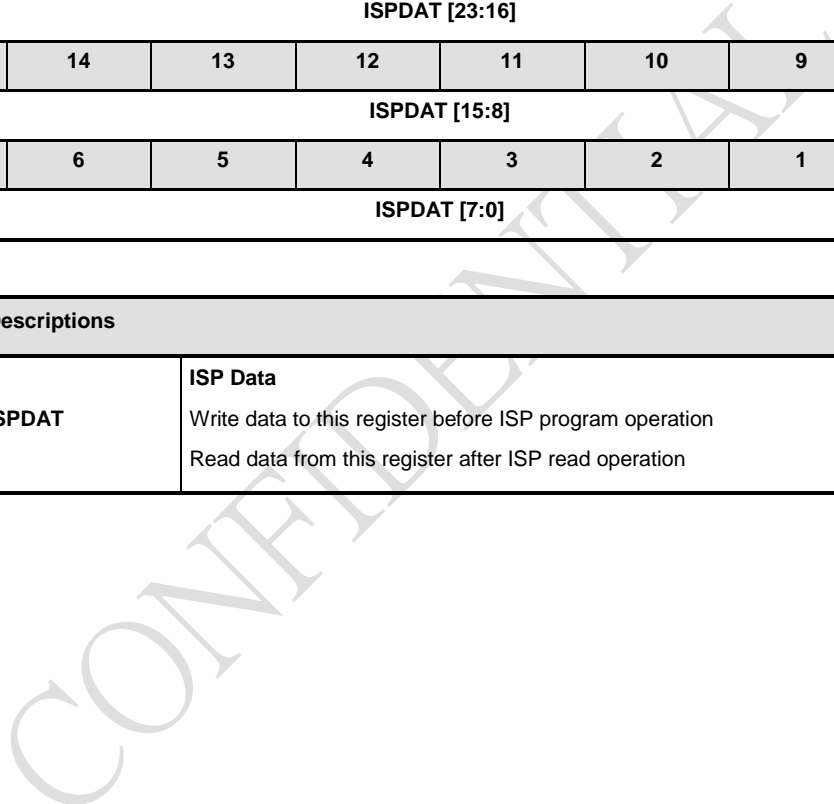 ISPDAT [23:16]
14 13 12 11 10 9
ISPDAT [15:8]
6 5 4 3 2 1
ISPDAT [7:0]
escriptions
ISP Data
SPDAT Write data to this register before ISP program operation
Read data from this register after ISP read operation
CONFIDENTIAL